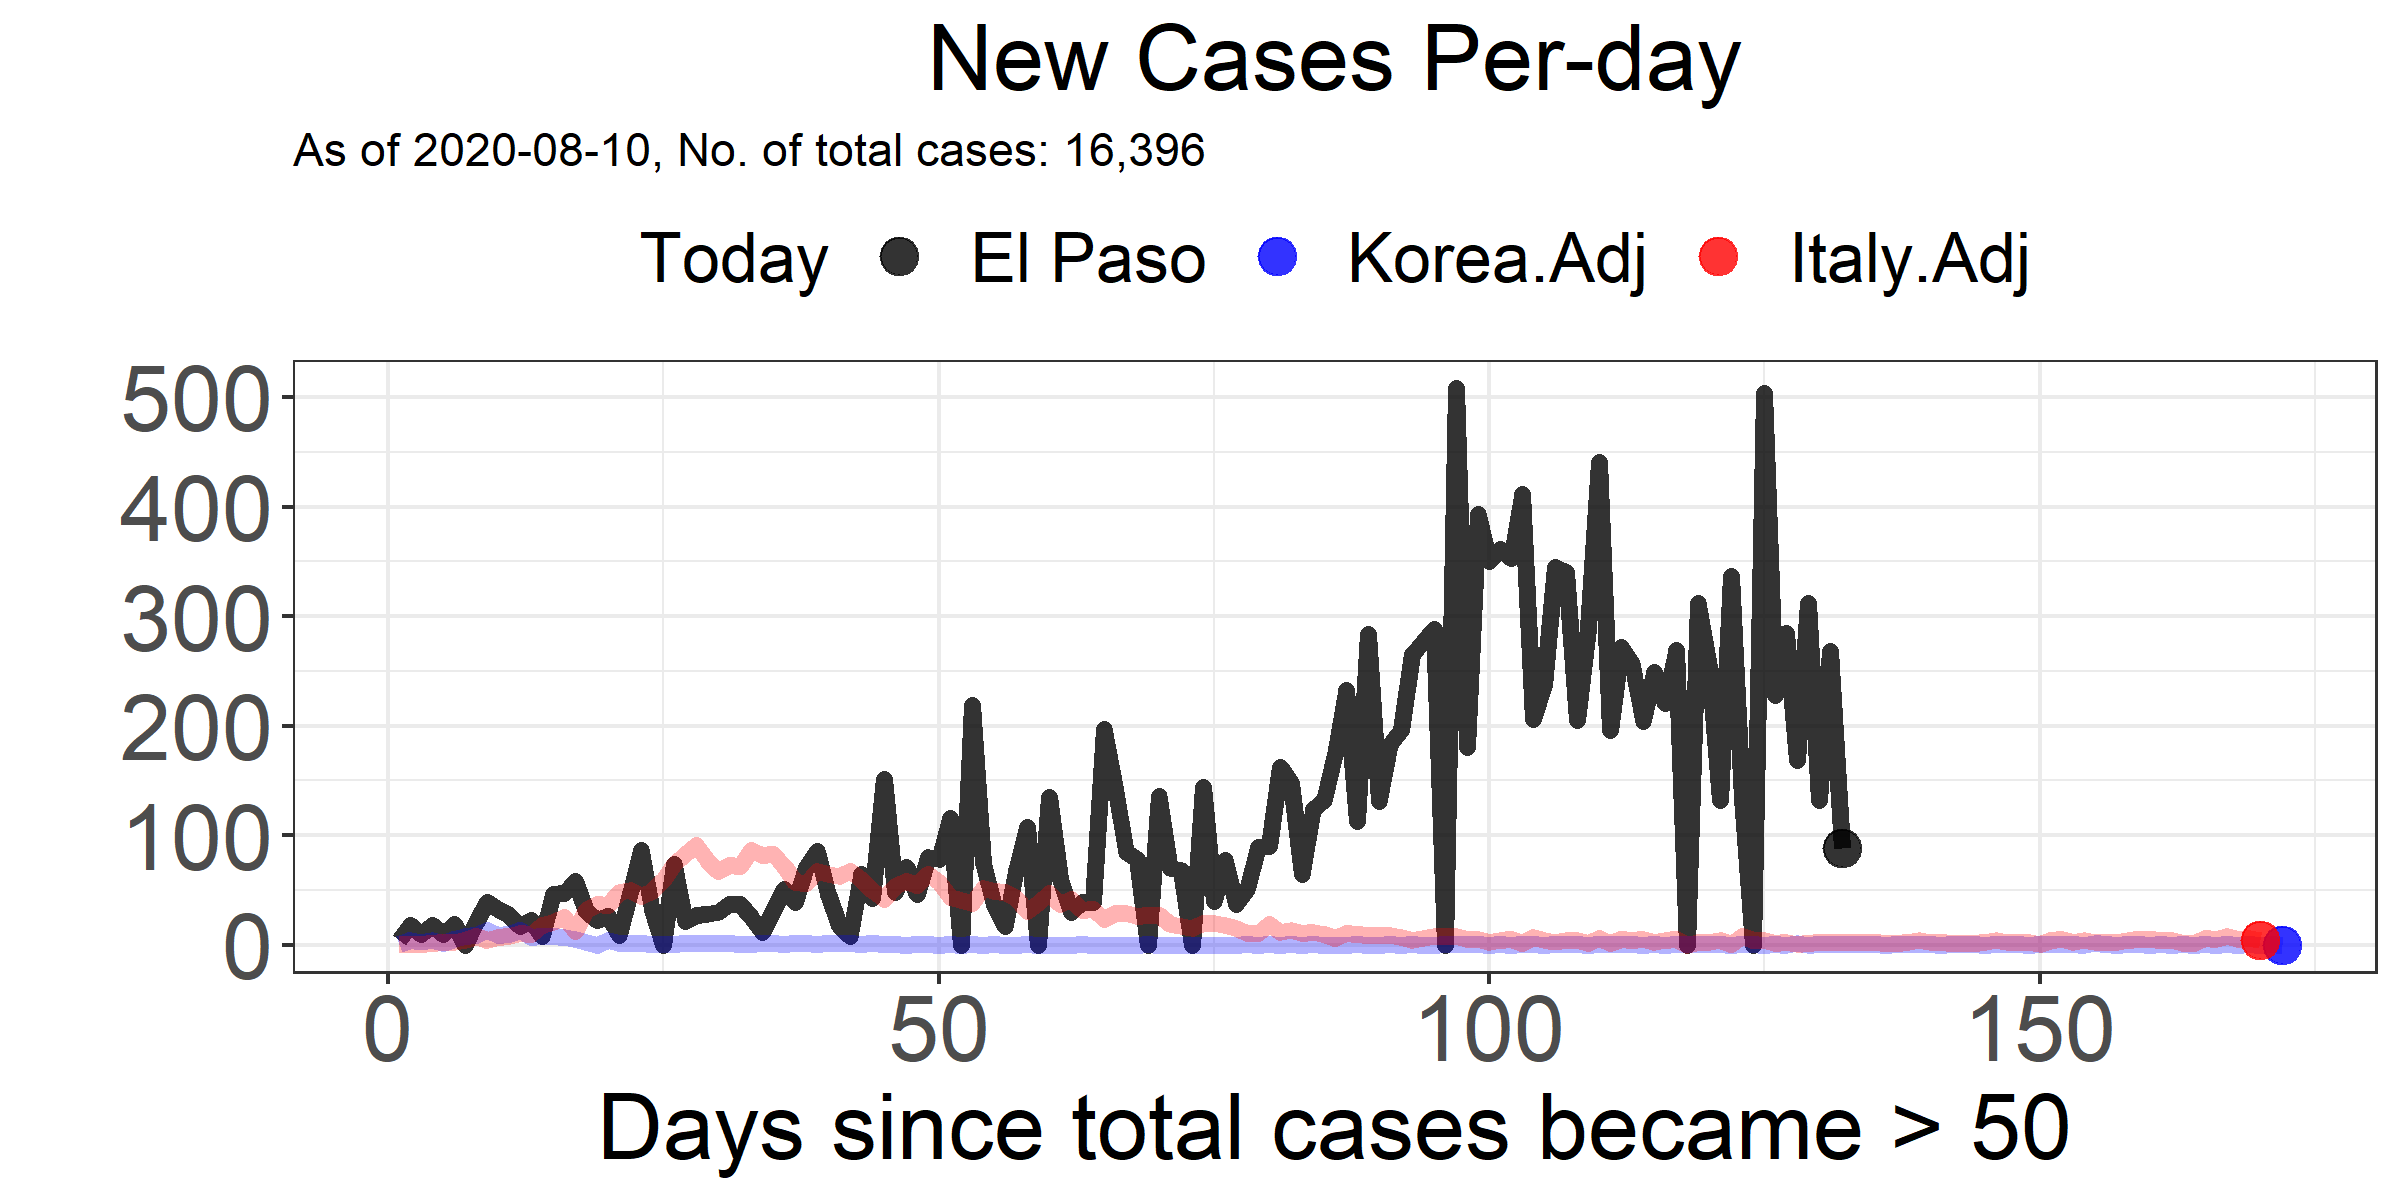 New Cases Per-day
As of 2020-08-10, No. of total cases: 16,396
Today El Paso Korea.Adj Italy.Adj
500
400
300
200
100
0
0 50 100 150
Days since total cases became > 50